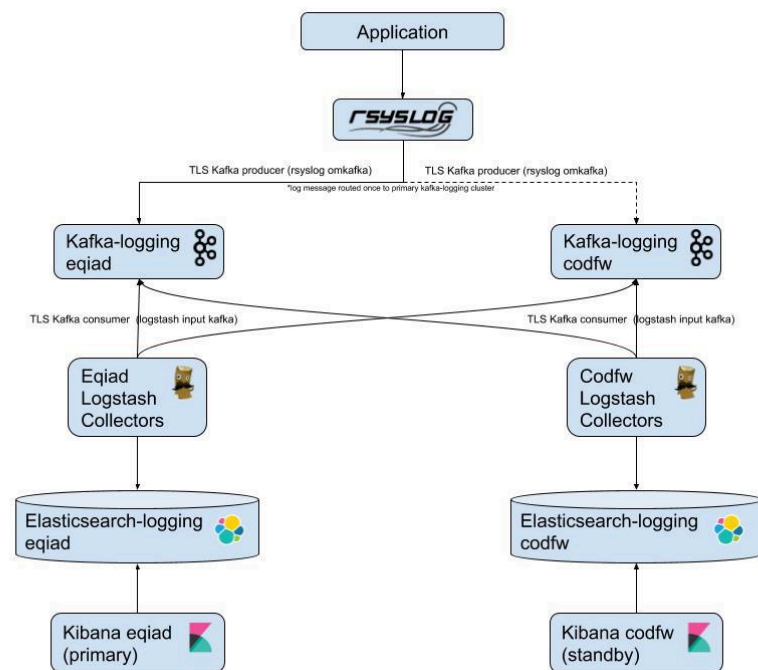 Application
RSYSLOG
TLS Kafka producer (rsyslog omkafka)
TLS Kafka producer (rsyslog omkafka)
*log message routed once to primary kafka-logging cluster
Kafka-logging
eqiad
Kafka-logging
codfw
TLS Kafka consumer (logstash input kafka)
TLS Kafka consumer (logstash input kafka)
Eqiad
Logstash
Collectors
Codfw
Logstash
Collectors
Elasticsearch-logging
eqiad
Elasticsearch-logging
codfw
Kibana eqiad
(primary)
Kibana codfw
(standby)